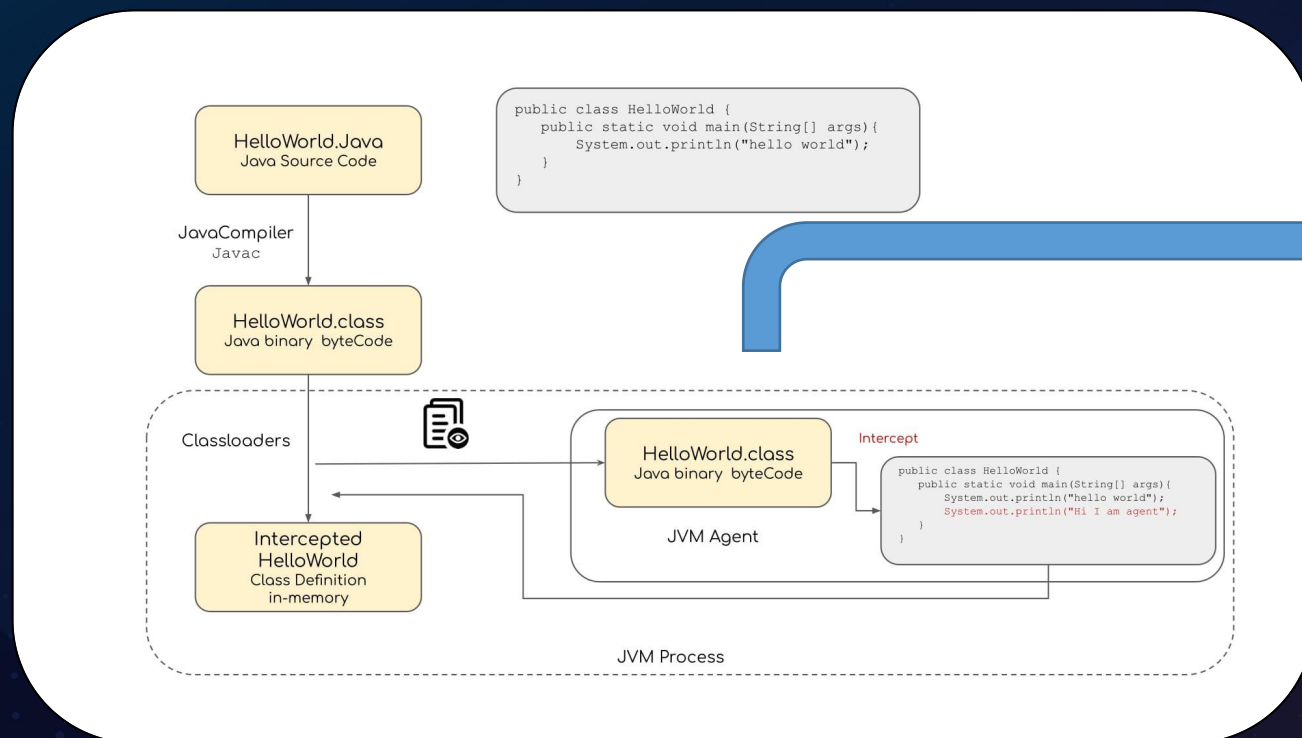 HelloWorld.Java
Java Source Code
public class HelloWorld {
public static void main(String[] args){
System.out.println("hello world");
}
}
JavaCompiler
Javac
HelloWorld.class
Java binary byteCode
Classloaders
HelloWorld.class
Java binary byteCode
Intercept
public class HelloWorld {
public static void main(String[] args){
System.out.println("hello world");
System.out.println("Hi I am agent");
}
}
JVM Agent
Intercepted
HelloWorld
Class Definition
in-memory
JVM Process